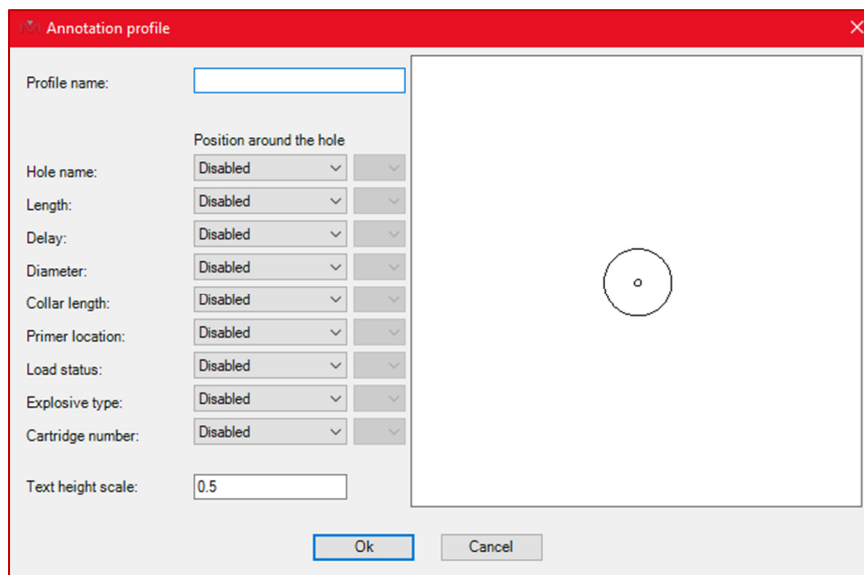 Annotation profile
Profile name:
Position around the hole
Hole name: Disabled
Length: Disabled
Delay: Disabled
Diameter: Disabled
Collar length: Disabled
Primer location: Disabled
Load status: Disabled
Explosive type: Disabled
Cartridge number: Disabled
Text height scale: 0.5
Ok Cancel